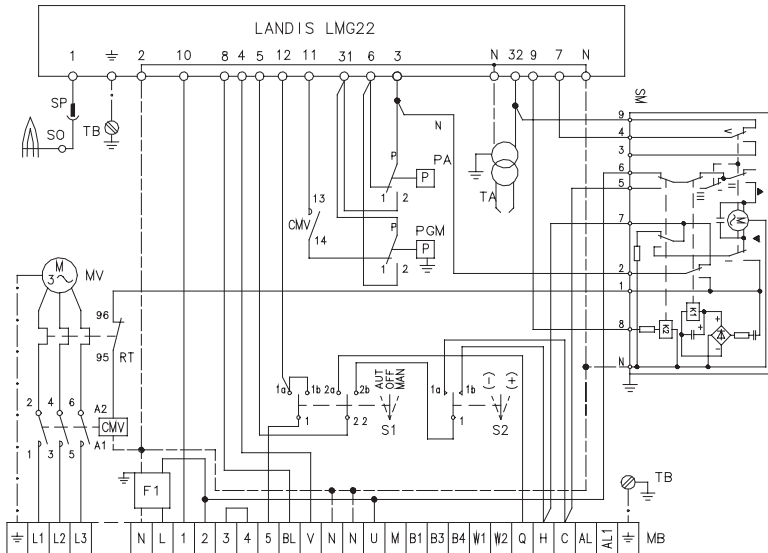 LANDIS LMG22
1 2 10 8 4 5 12 11 31 6 3 N 32 9 7 N
SP
SO
TB
N
SM
9
4
3
6
5
7
2
1
8
N
V
III
II
I
M
K1
K2
+
−
+
P
PA
P
1 2
TA
13
CMV
14
P
PGM
P
1 2
M
3
MV
96
95
RT
2 4 6
A2
CMV
A1
1 3 5
1a 1b 2a 2b
AUT
OFF
MAN
1 2 2
S1
1a 1b
(-) (+)
1
S2
F1
TB
L1 L2 L3 N L 1 2 3 4 5 BL V N N U M B1 B3 B4 W1 W2 Q H C AL AL1 MB